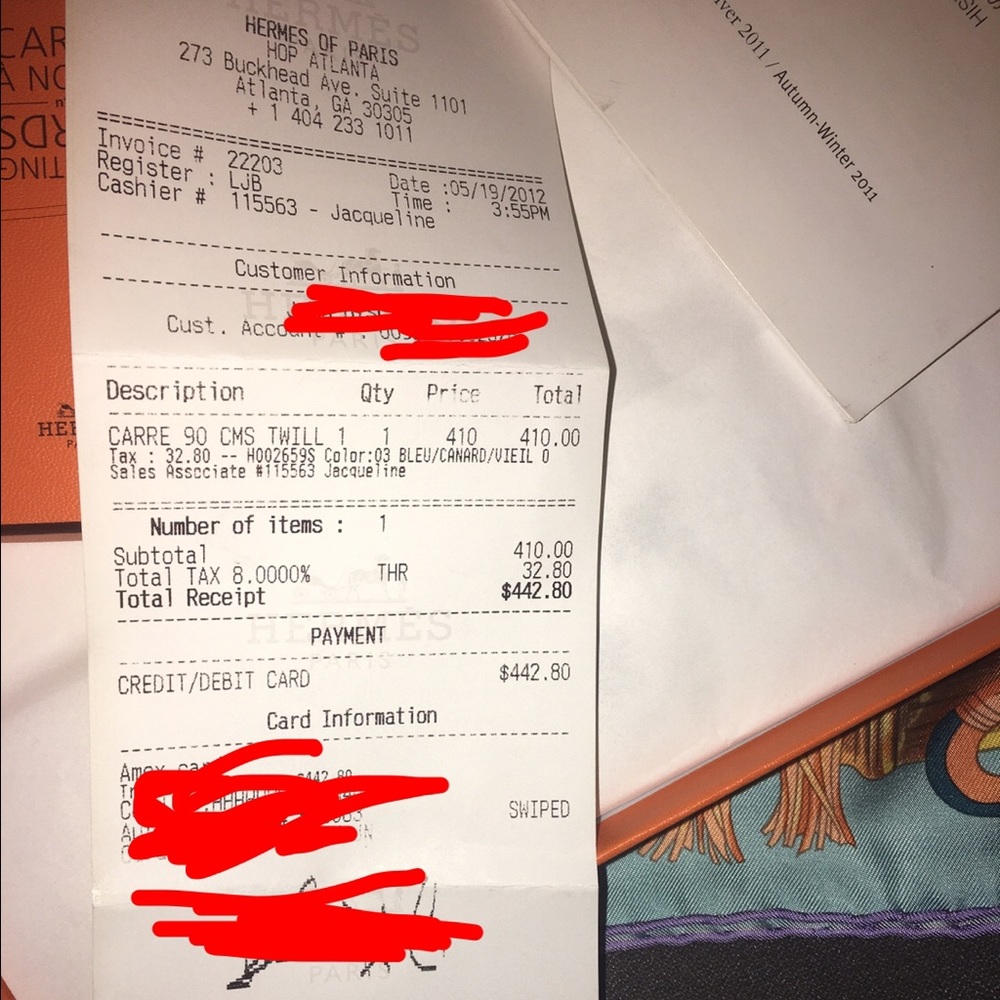 HERMES OF PARIS
HOP ATLANTA
273 Buckhead Ave. Suite 1101
Atlanta, GA 30305
+ 1 404 233 1011
Invoice # 22203
Register : LJB Date :05/19/2012
Cashier # 115563 - Jacqueline Time : 3:55PM
Customer Information
Cust. Account # :
Description Qty Price Total
CARRE 90 CMS TWILL 1 1 410 410.00
Tax : 32.80 -- H002659S Color:03 BLEU/CANARD/VIEIL O
Sales Associate #115563 Jacqueline
Number of items : 1
Subtotal 410.00
Total TAX 8.0000% THR 32.80
Total Receipt $442.80
PAYMENT
CREDIT/DEBIT CARD $442.80
Card Information
Amex
SWIPED
HERMÈS
PARIS
2011 / Autumn-Winter 2011